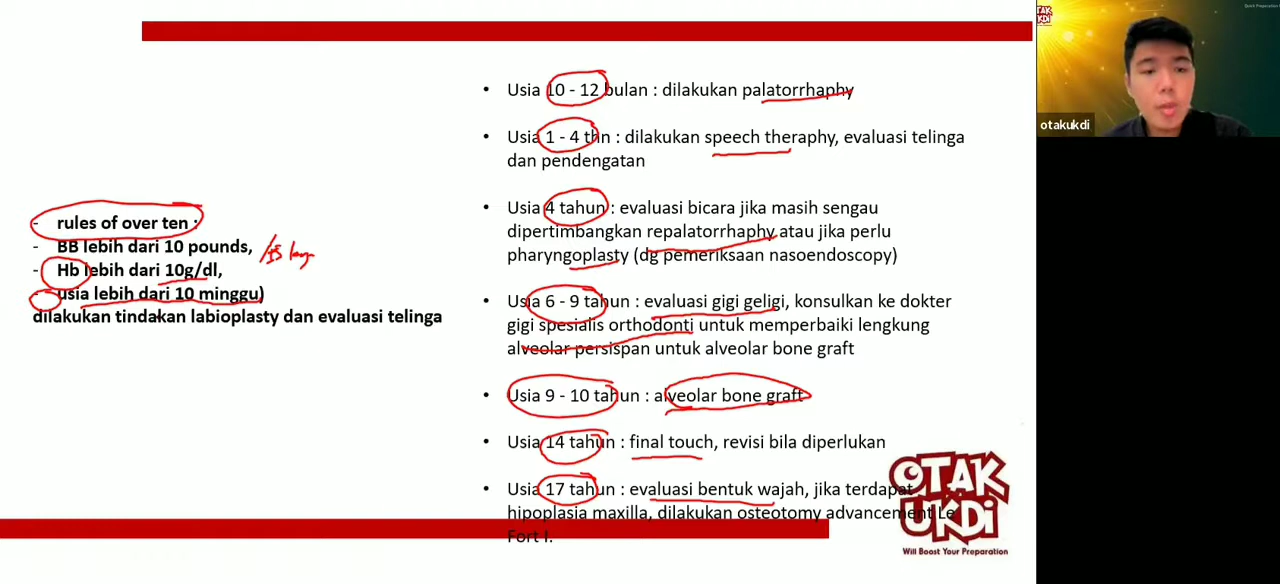 - rules of over ten :
- BB lebih dari 10 pounds,
- Hb lebih dari 10g/dl,
- usia lebih dari 10 minggu)
dilakukan tindakan labioplasty dan evaluasi telinga
• Usia 10 - 12 bulan : dilakukan palatorrhaphy
• Usia 1 - 4 thn : dilakukan speech theraphy, evaluasi telinga
dan pendengatan
• Usia 4 tahun : evaluasi bicara jika masih sengau
dipertimbangkan repalatorrhaphy atau jika perlu
pharyngoplasty (dg pemeriksaan nasoendoscopy)
• Usia 6 - 9 tahun : evaluasi gigi geligi, konsulkan ke dokter
gigi spesialis orthodonti untuk memperbaiki lengkung
alveolar persispan untuk alveolar bone graft
• Usia 9 - 10 tahun : alveolar bone graft
• Usia 14 tahun : final touch, revisi bila diperlukan
• Usia 17 tahun : evaluasi bentuk wajah, jika terdapat
hipoplasia maxilla, dilakukan osteotomy advancement Le
Fort I.
OTAK
UKDI
Will Boost Your Preparation
OTAK
UKDI
otakukdi